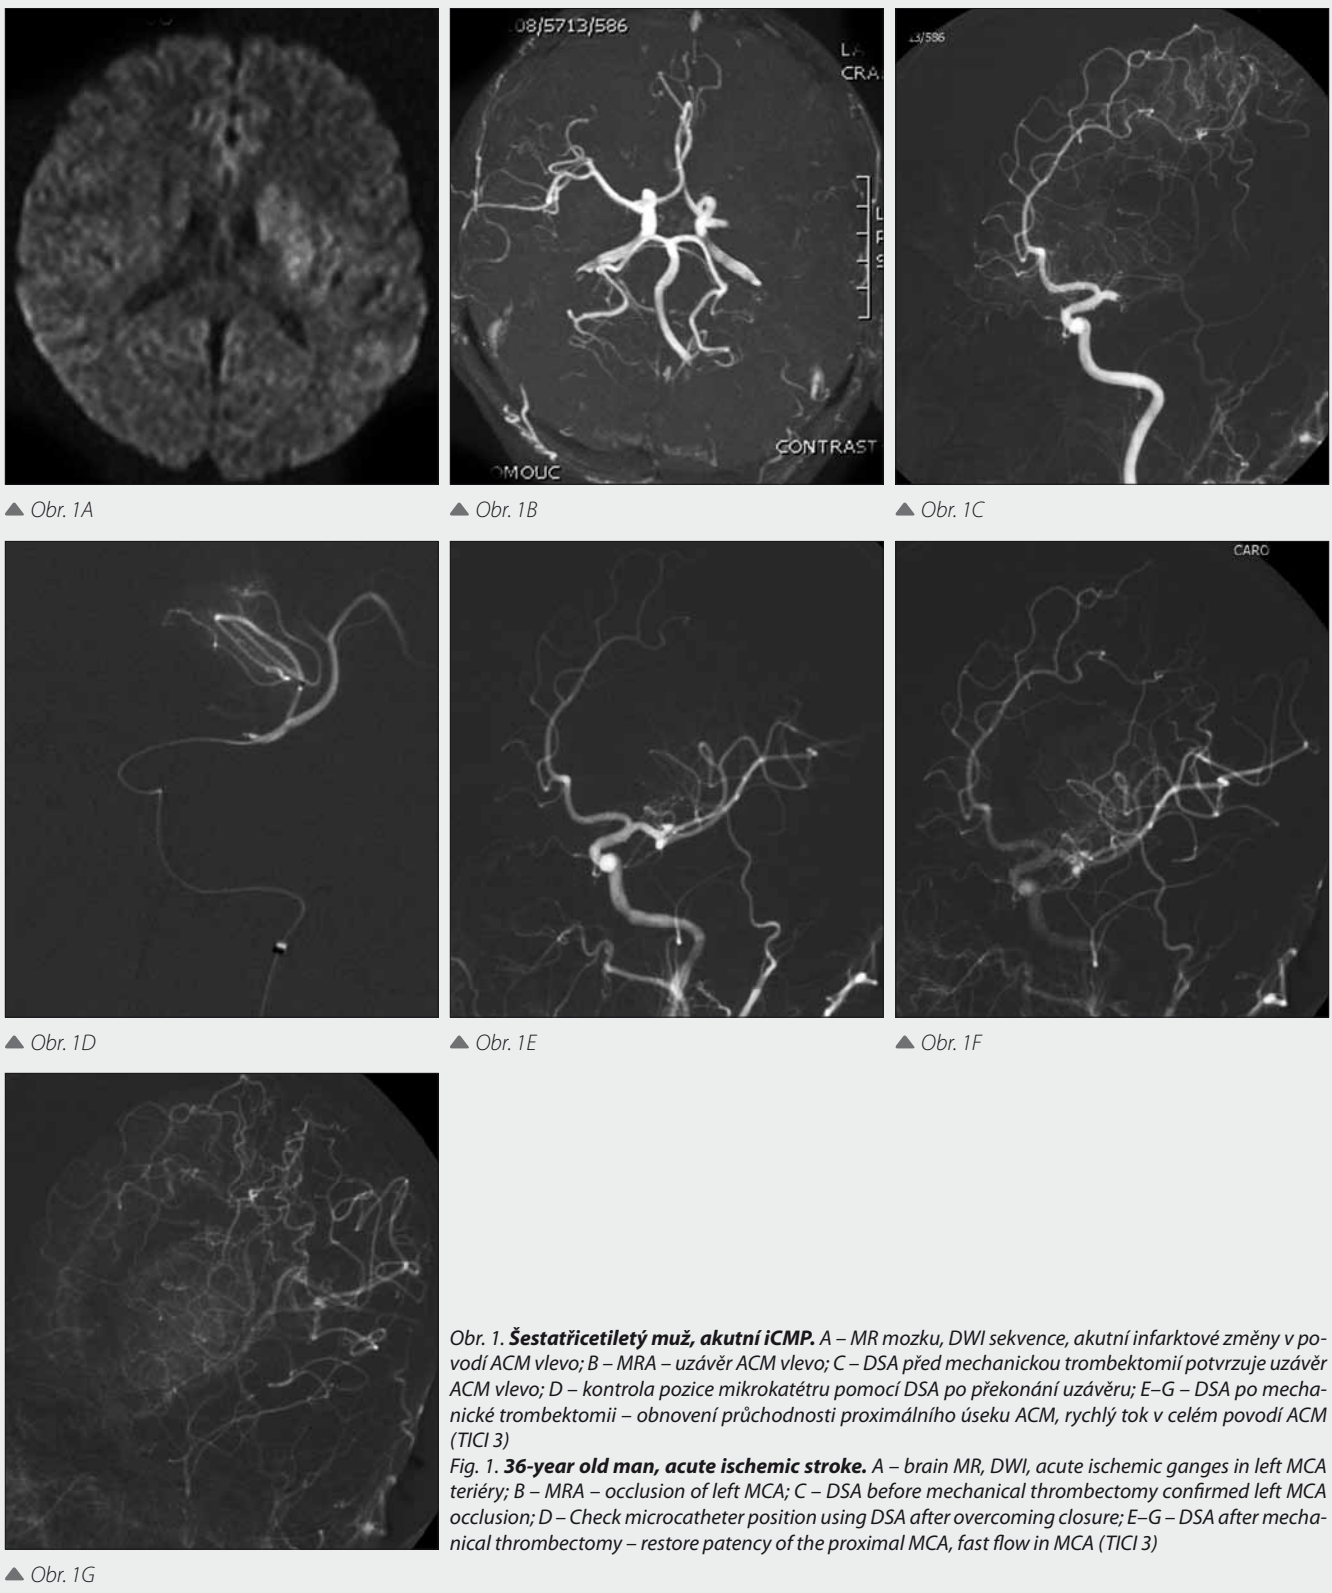 08/5713/586
CRA
CONTRAST
OMOUC
3/586
▲ Obr. 1A
▲ Obr. 1B
▲ Obr. 1C
CARO
▲ Obr. 1D
▲ Obr. 1E
▲ Obr. 1F
Obr. 1. Šestatřicetiletý muž, akutní iCMP. A – MR mozku, DWI sekvence, akutní infarktové změny v po-
vodí ACM vlevo; B – MRA – uzávěr ACM vlevo; C – DSA před mechanickou trombektomií potvrzuje uzávěr
ACM vlevo; D – kontrola pozice mikrokatétru pomocí DSA po překonání uzávěru; E–G – DSA po mecha-
nické trombektomii – obnovení průchodnosti proximálního úseku ACM, rychlý tok v celém povodí ACM
(TICI 3)
Fig. 1. 36-year old man, acute ischemic stroke. A – brain MR, DWI, acute ischemic ganges in left MCA
teriéry; B – MRA – occlusion of left MCA; C – DSA before mechanical thrombectomy confirmed left MCA
occlusion; D – Check microcatheter position using DSA after overcoming closure; E–G – DSA after mecha-
nical thrombectomy – restore patency of the proximal MCA, fast flow in MCA (TICI 3)
▲ Obr. 1G